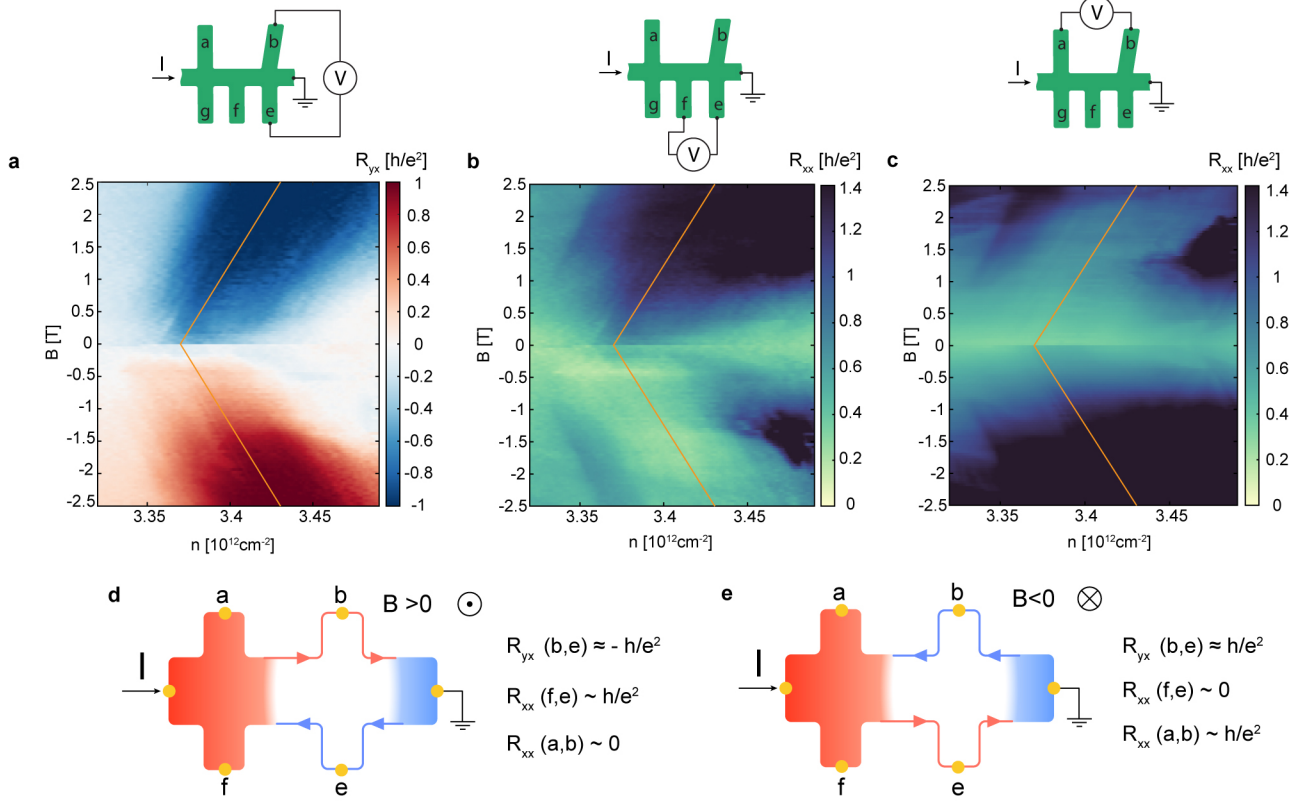 I
a
b
g
f
e
V
I
a
b
g
f
e
V
I
a
b
g
f
e
V
a
R_yx [h/e²]
B [T]
2.5
2
1.5
1
0.5
0
-0.5
-1
-1.5
-2
-2.5
3.35
3.4
3.45
n [10¹²cm⁻²]
1
0.8
0.6
0.4
0.2
0
-0.2
-0.4
-0.6
-0.8
-1
b
R_xx [h/e²]
B [T]
2.5
2
1.5
1
0.5
0
-0.5
-1
-1.5
-2
-2.5
3.35
3.4
3.45
n [10¹²cm⁻²]
1.4
1.2
1
0.8
0.6
0.4
0.2
0
c
R_xx [h/e²]
B [T]
2.5
2
1.5
1
0.5
0
-0.5
-1
-1.5
-2
-2.5
3.35
3.4
3.45
n [10¹²cm⁻²]
1.4
1.2
1
0.8
0.6
0.4
0.2
0
d
a
b
B >0
I
f
e
R_yx (b,e) ≈ - h/e²
R_xx (f,e) ~ h/e²
R_xx (a,b) ~ 0
e
a
b
B<0
I
f
e
R_yx (b,e) ≈ h/e²
R_xx (f,e) ~ 0
R_xx (a,b) ~ h/e²